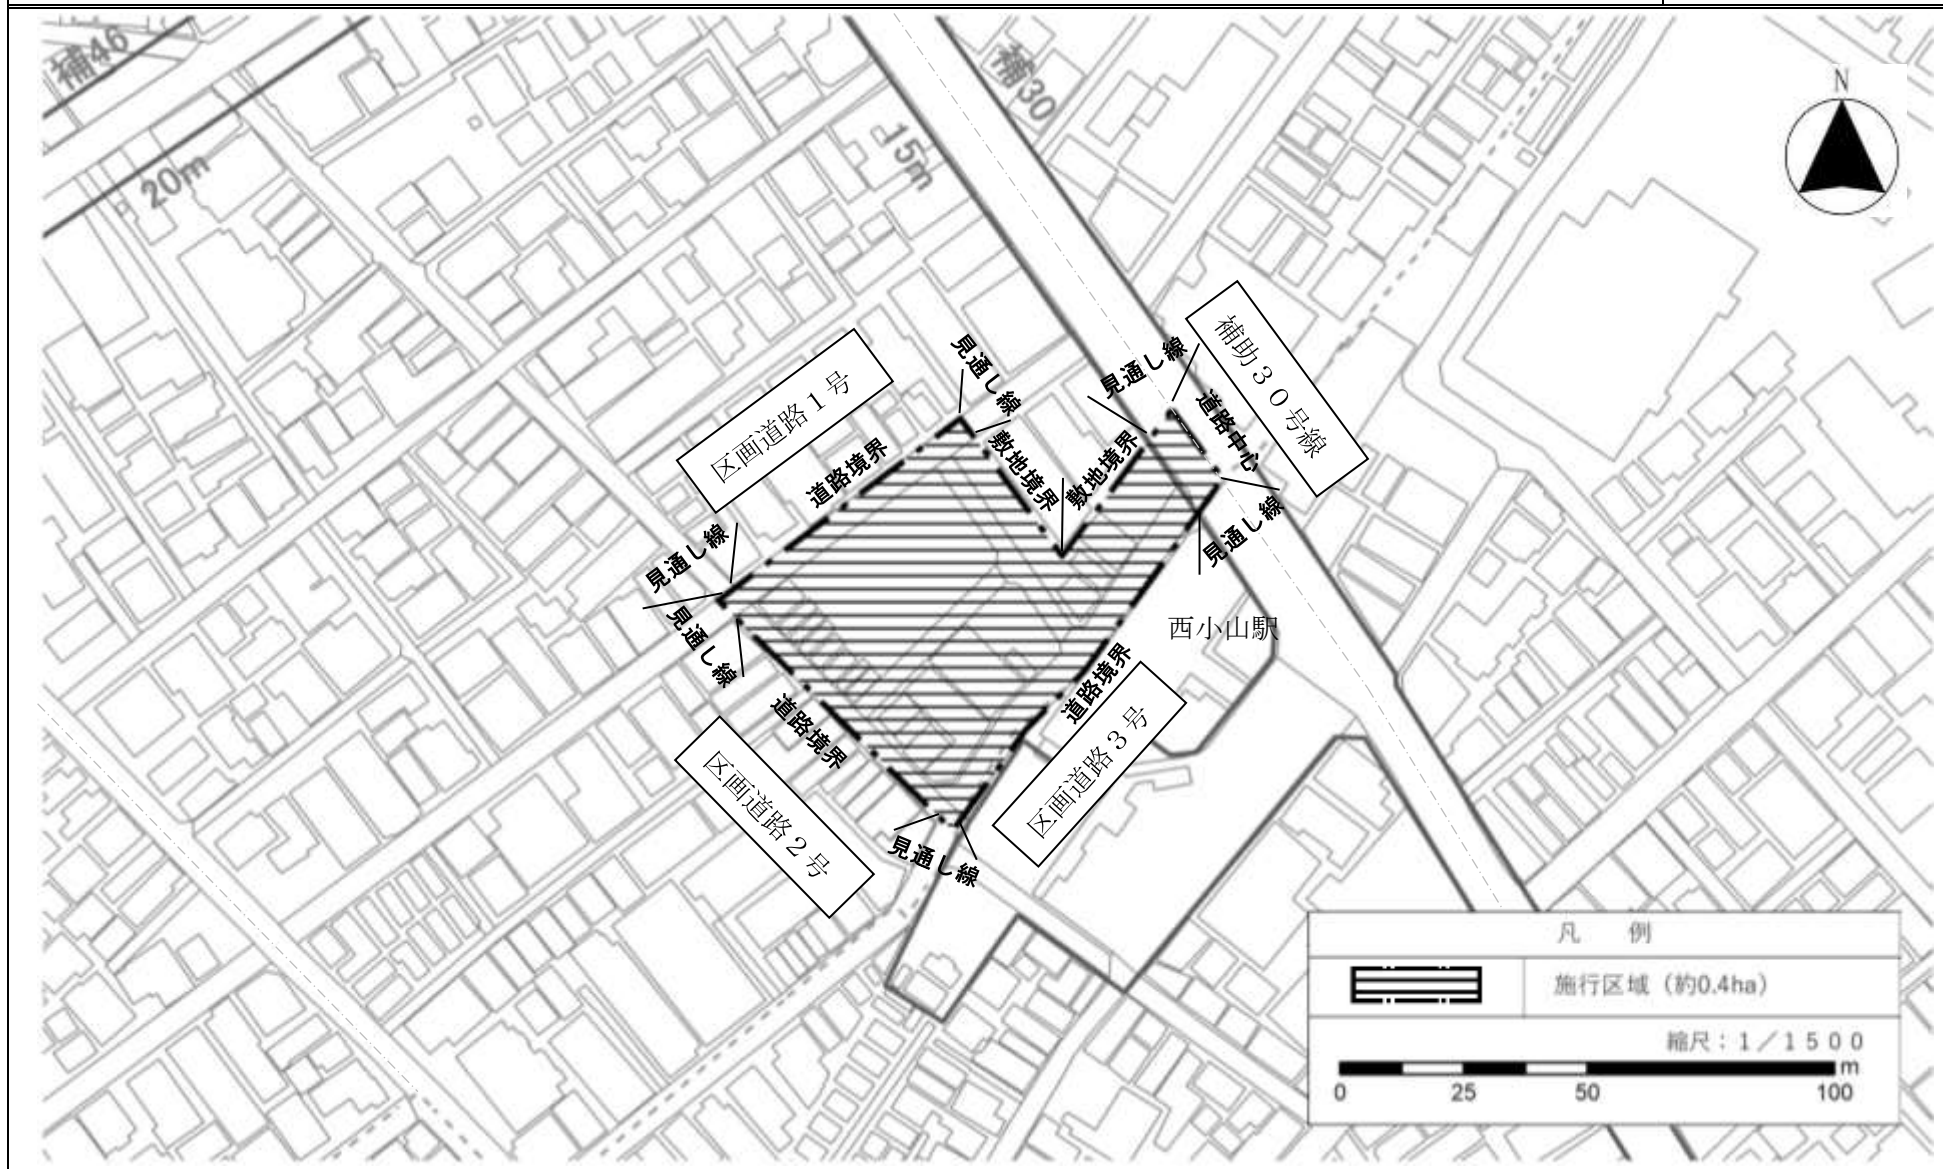 補46
20m
補30
15m
N
区画道路１号
見通し線
見通し線
補助３０号線
道路中心
道路境界
敷地境界
敷地境界
見通し線
見通し線
見通し線
西小山駅
道路境界
道路境界
区画道路２号
区画道路３号
見通し線
凡　例
施行区域（約0.4ha）
縮尺：１／１５００
0 25 50 100 m